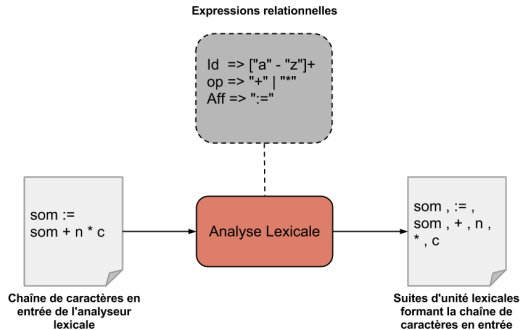 Expressions relationnelles
Id => ["a" - "z"]+
op => "+" | "*"
Aff => ":="
som :=
som + n * c
Analyse Lexicale
som , := ,
som , + , n ,
* , c
Chaîne de caractères en
entrée de l'analyseur
lexicale
Suites d'unité lexicales
formant la chaîne de
caractères en entrée